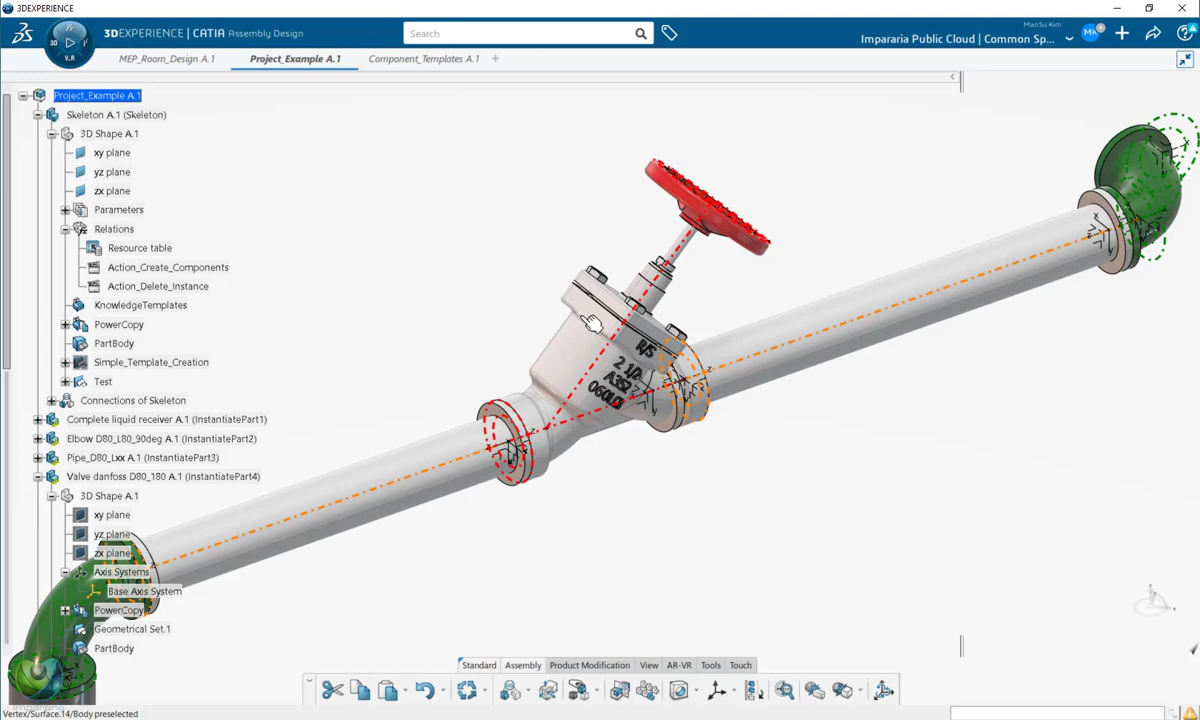 3DEXPERIENCE
3DEXPERIENCE | CATIA Assembly Design
Search
ManSu Kim
Impararia Public Cloud | Common Sp...
3D
V.R
MEP_Room_Design A.1
Project_Example A.1
Component_Templates A.1
Project_Example A.1
Skeleton A.1 (Skeleton)
3D Shape A.1
xy plane
yz plane
zx plane
Parameters
Relations
Resource table
Action_Create_Components
Action_Delete_Instance
KnowledgeTemplates
PowerCopy
PartBody
Simple_Template_Creation
Test
Connections of Skeleton
Complete liquid receiver A.1 (InstantiatePart1)
Elbow D80_L80_90deg A.1 (InstantiatePart2)
Pipe_D80_Lxx A.1 (InstantiatePart3)
Valve danfoss D80_180 A.1 (InstantiatePart4)
3D Shape A.1
xy plane
yz plane
zx plane
Axis Systems
Base Axis System
PowerCopy
Geometrical Set.1
PartBody
R/S
2 1/2
A352
Standard
Assembly
Product Modification
View
AR-VR
Tools
Touch
Vertex/Surface.14/Body preselected